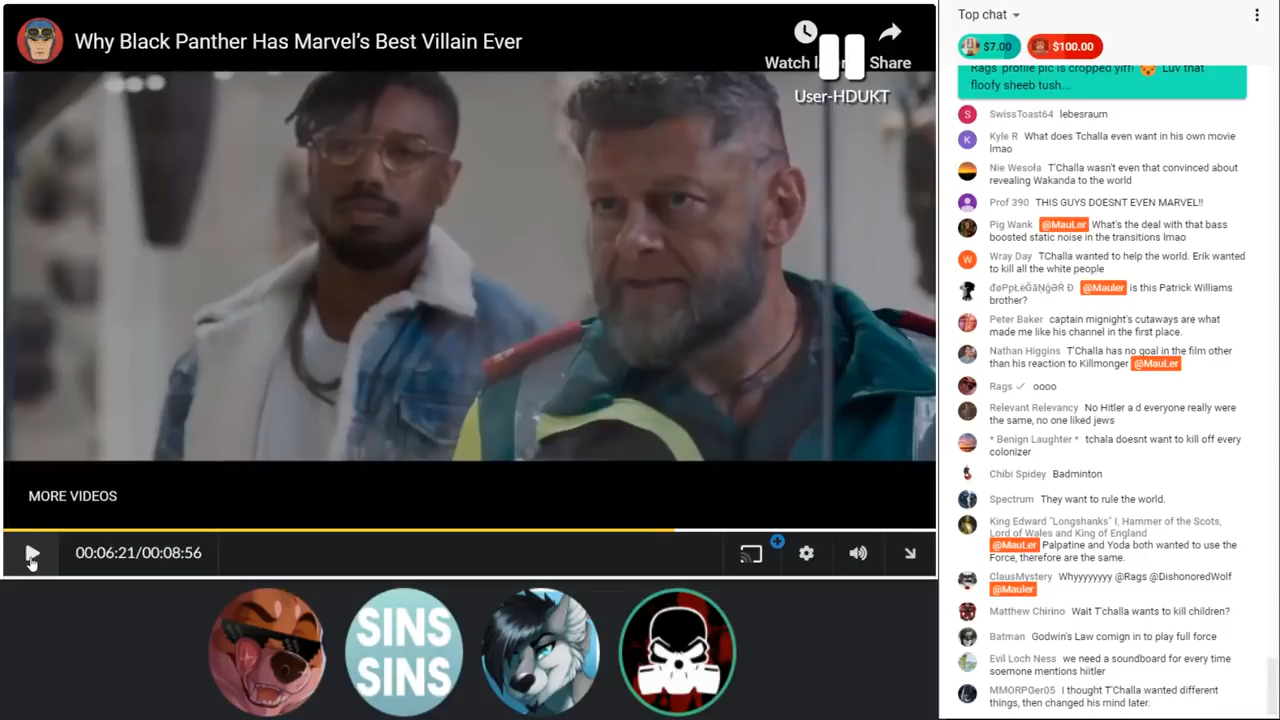 Why Black Panther Has Marvel's Best Villain Ever
Watch l
Share
User-HDUKT
MORE VIDEOS
00:06:21/00:08:56
SINS
SINS
Top chat
$7.00
$100.00
Rags' profile pic is cropped yiff! Luv that
floofy sheeb tush...
SwissToast64 lebesraum
Kyle R What does Tchalla even want in his own movie
lmao
Nie Wesoła T'Challa wasn't even that convinced about
revealing Wakanda to the world
Prof 390 THIS GUYS DOESNT EVEN MARVEL!!
Pig Wank @MauLer What's the deal with that bass
boosted static noise in the transitions lmao
Wray Day TChalla wanted to help the world. Erik wanted
to kill all the white people
@Mauler is this Patrick Williams
brother?
Peter Baker captain mignight's cutaways are what
made me like his channel in the first place.
Nathan Higgins T'Challa has no goal in the film other
than his reaction to Killmonger @MauLer
Rags oooo
Relevant Relevancy No Hitler a d everyone really were
the same, no one liked jews
* Benign Laughter * tchala doesnt want to kill off every
colonizer
Chibi Spidey Badminton
Spectrum They want to rule the world.
King Edward "Longshanks" I, Hammer of the Scots,
Lord of Wales and King of England
@MauLer Palpatine and Yoda both wanted to use the
Force, therefore are the same.
ClausMystery Whyyyyyyy @Rags @DishonoredWolf
@Mauler
Matthew Chirino Wait T'challa wants to kill children?
Batman Godwin's Law comign in to play full force
Evil Loch Ness we need a soundboard for every time
soemone mentions hiitler
MMORPGer05 I thought T'Challa wanted different
things, then changed his mind later.